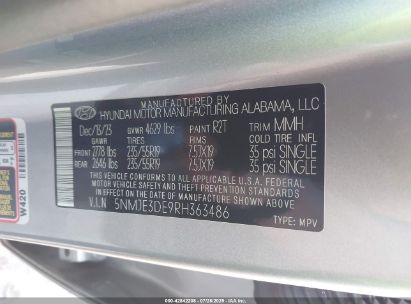 MANUFACTURED BY
HYUNDAI MOTOR MANUFACTURING ALABAMA, LLC
Dec/15/23 GVWR 4629 lbs PAINT R2T TRIM MMH
GAWR TIRES RIMS COLD TIRE INFL
FRONT 2778 lbs 235/55R19 7.5JX19 35 psi SINGLE
REAR 2646 lbs 235/55R19 7.5JX19 35 psi SINGLE
THIS VEHICLE CONFORMS TO ALL APPLICABLE U.S.A. FEDERAL
MOTOR VEHICLE SAFETY, BUMPER AND THEFT PREVENTION STANDARDS
IN EFFECT ON THE DATE OF MANUFACTURE SHOWN ABOVE.
V.I.N 5NMJE3DE9RH363486 TYPE: MPV
W420